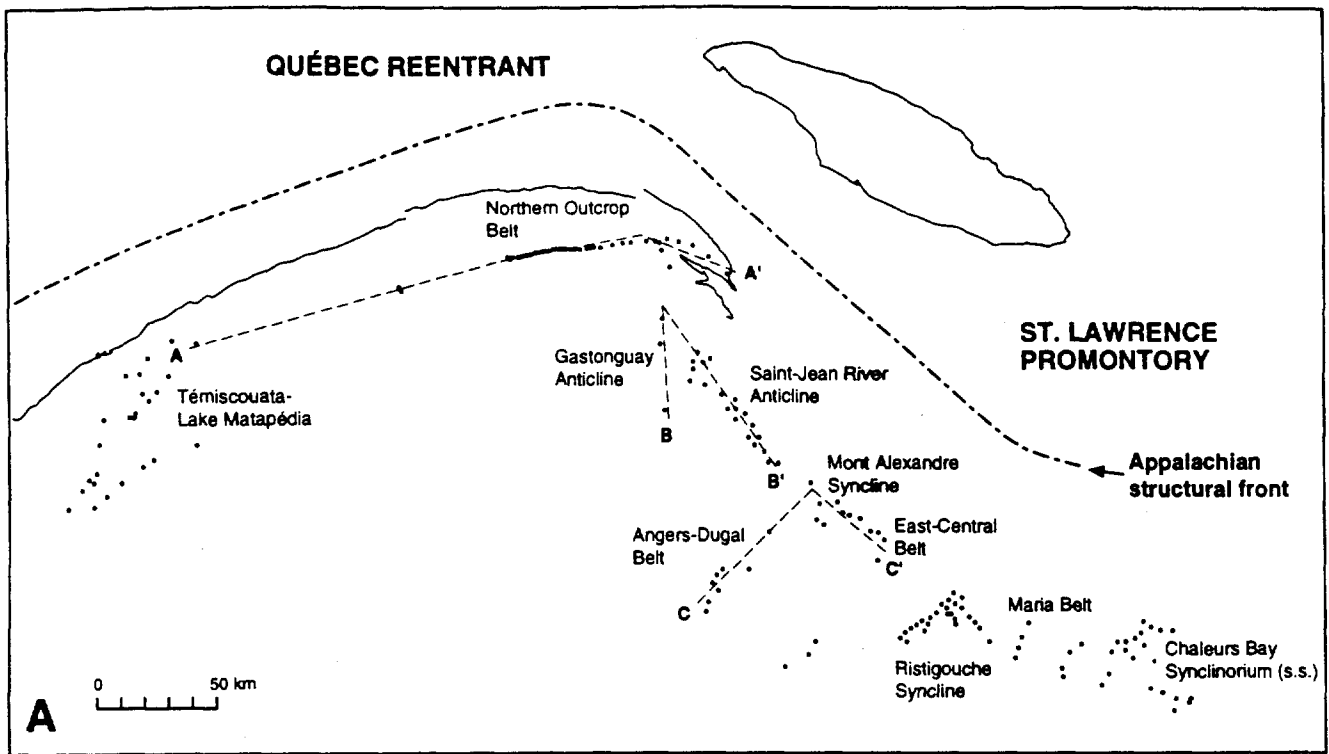 QUÉBEC REENTRANT
Northern Outcrop
Belt
A'
ST. LAWRENCE
PROMONTORY
A
Gastonguay
Anticline
Saint-Jean River
Anticline
Témiscouata-
Lake Matapédia
B
Mont Alexandre
Syncline
B'
Appalachian
structural front
Angers-Dugal
Belt
East-Central
Belt
C'
C
Maria Belt
Ristigouche
Syncline
Chaleurs Bay
Synclinorium (s.s.)
0 50 km
A